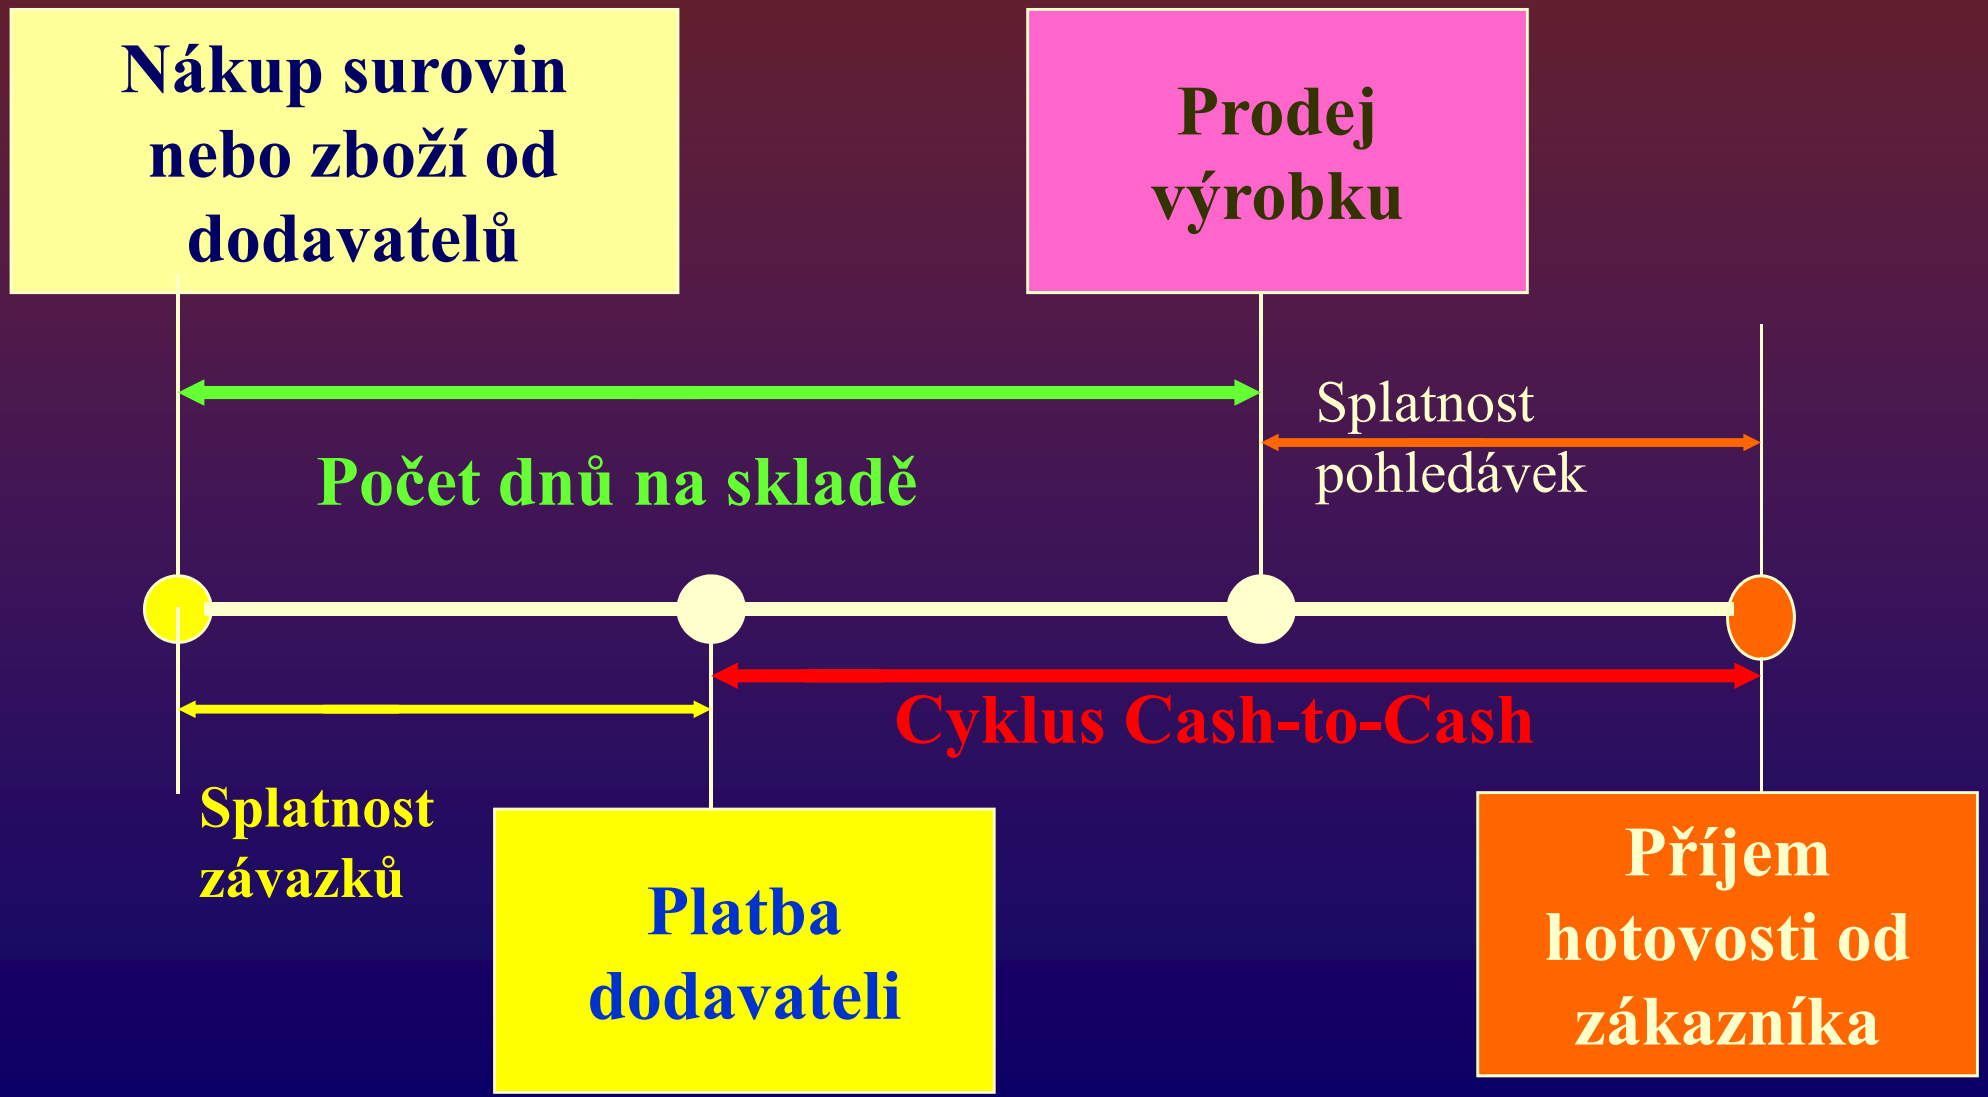 Nákup surovin
nebo zboží od
dodavatelů
Prodej
výrobku
Splatnost
pohledávek
Počet dnů na skladě
Cyklus Cash-to-Cash
Splatnost
závazků
Platba
dodavateli
Příjem
hotovosti od
zákazníka